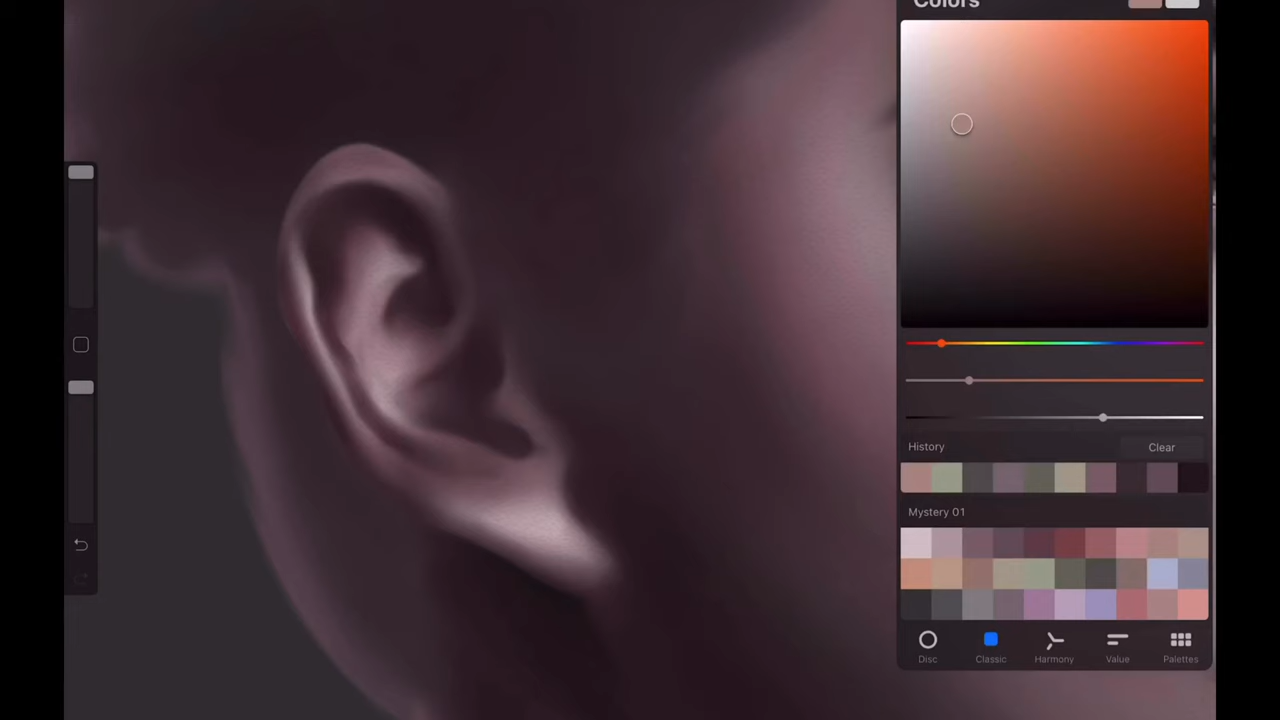 Colors
History
Clear
Mystery 01
Disc
Classic
Harmony
Value
Palettes